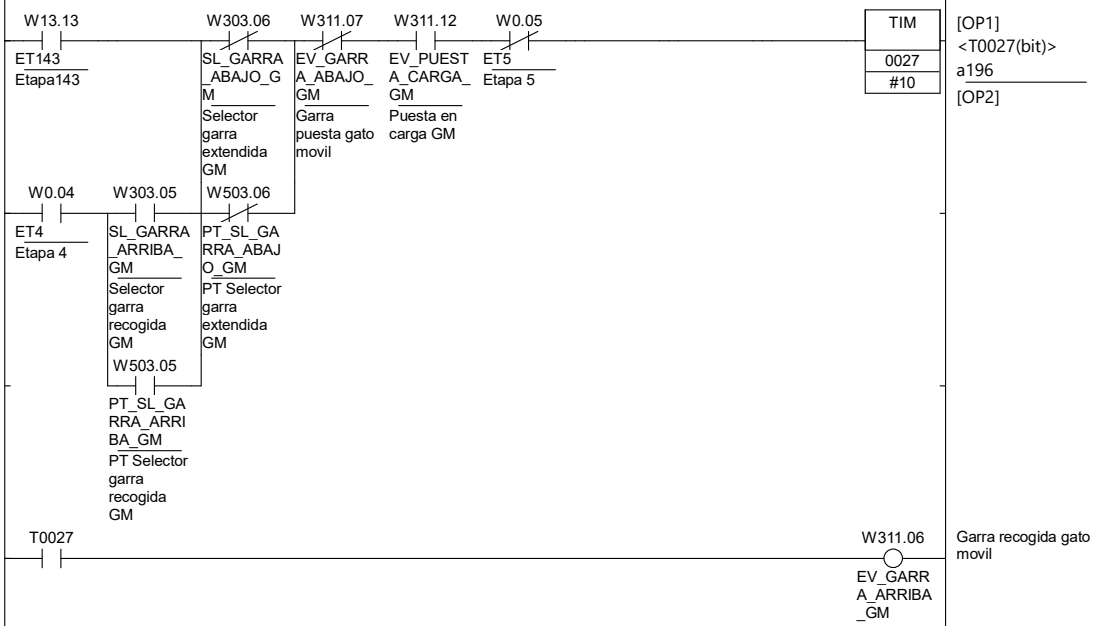 W13.13
W303.06
W311.07
W311.12
W0.05
TIM
[OP1]
<T0027(bit)>
a196
[OP2]
0027
#10
ET143
Etapa143
SL_GARRA
_ABAJO_G
M
Selector
garra
extendida
GM
EV_GARR
A_ABAJO_
GM
Garra
puesta gato
movil
EV_PUEST
A_CARGA_
GM
Puesta en
carga GM
ET5
Etapa 5
W0.04
W303.05
W503.06
ET4
Etapa 4
SL_GARRA
_ARRIBA_
GM
Selector
garra
recogida
GM
PT_SL_GA
RRA_ABAJ
O_GM
PT Selector
garra
extendida
GM
W503.05
PT_SL_GA
RRA_ARRI
BA_GM
PT Selector
garra
recogida
GM
T0027
W311.06
Garra recogida gato
movil
EV_GARR
A_ARRIBA
_GM